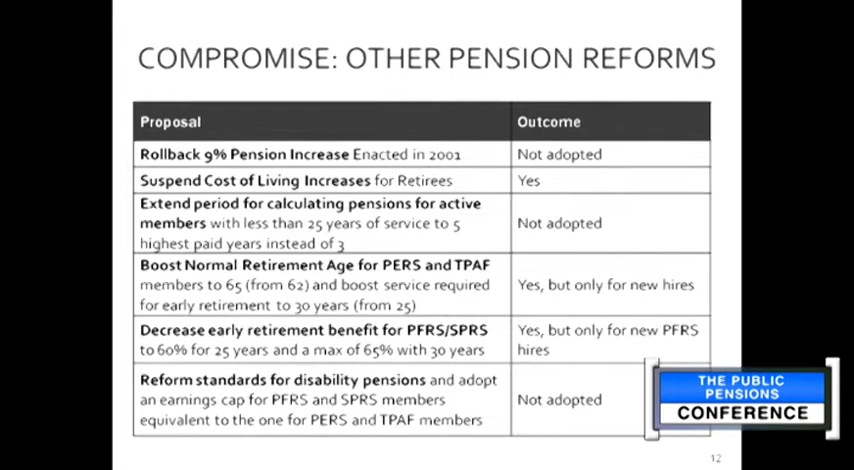 COMPROMISE: OTHER PENSION REFORMS
Proposal
Outcome
Rollback 9% Pension Increase Enacted in 2001
Not adopted
Suspend Cost of Living Increases for Retirees
Yes
Extend period for calculating pensions for active
members with less than 25 years of service to 5
highest paid years instead of 3
Not adopted
Boost Normal Retirement Age for PERS and TPAF
members to 65 (from 62) and boost service required
for early retirement to 30 years (from 25)
Yes, but only for new hires
Decrease early retirement benefit for PFRS/SPRS
to 60% for 25 years and a max of 65% with 30 years
Yes, but only for new PFRS
hires
Reform standards for disability pensions and adopt
an earnings cap for PFRS and SPRS members
equivalent to the one for PERS and TPAF members
Not adopted
THE PUBLIC
PENSIONS
CONFERENCE
12